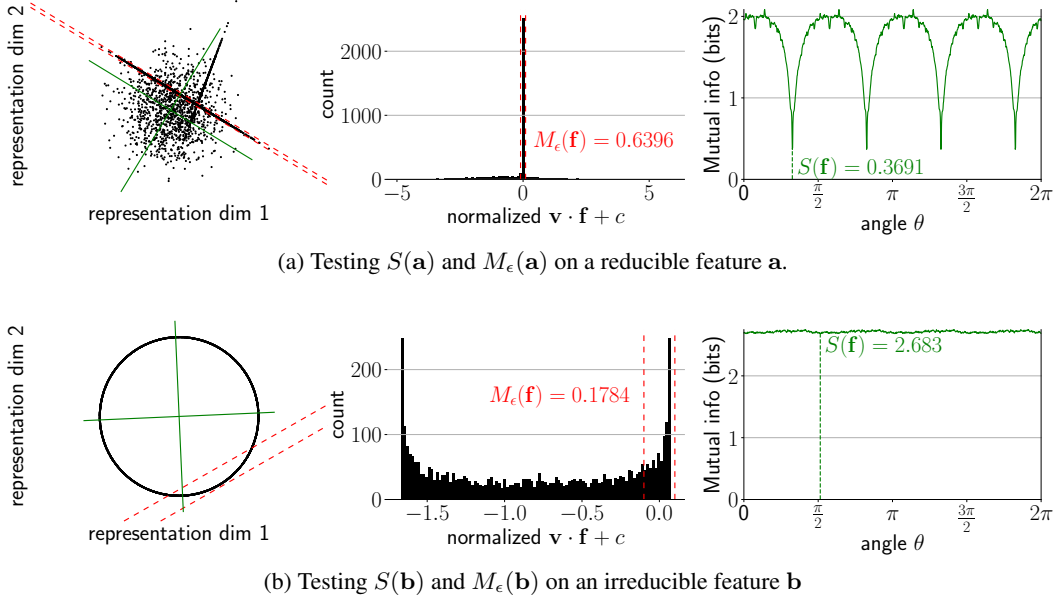 representation dim 2
representation dim 1
count
2000
1000
0
−5
0
5
normalized v · f + c
Mϵ(f) = 0.6396
Mutual info (bits)
2
1
0
0
π/2
π
3π/2
2π
angle θ
S(f) = 0.3691
(a) Testing S(a) and Mϵ(a) on a reducible feature a.
representation dim 2
representation dim 1
count
200
100
0
−1.5
−1.0
−0.5
0.0
normalized v · f + c
Mϵ(f) = 0.1784
Mutual info (bits)
2
1
0
0
π/2
π
3π/2
2π
angle θ
S(f) = 2.683
(b) Testing S(b) and Mϵ(b) on an irreducible feature b